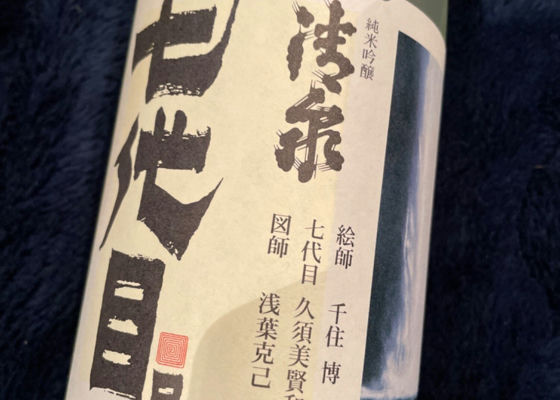 純米吟醸
清泉
七代目
絵師 千住 博
七代目 久須美賢和
図師 浅葉克己